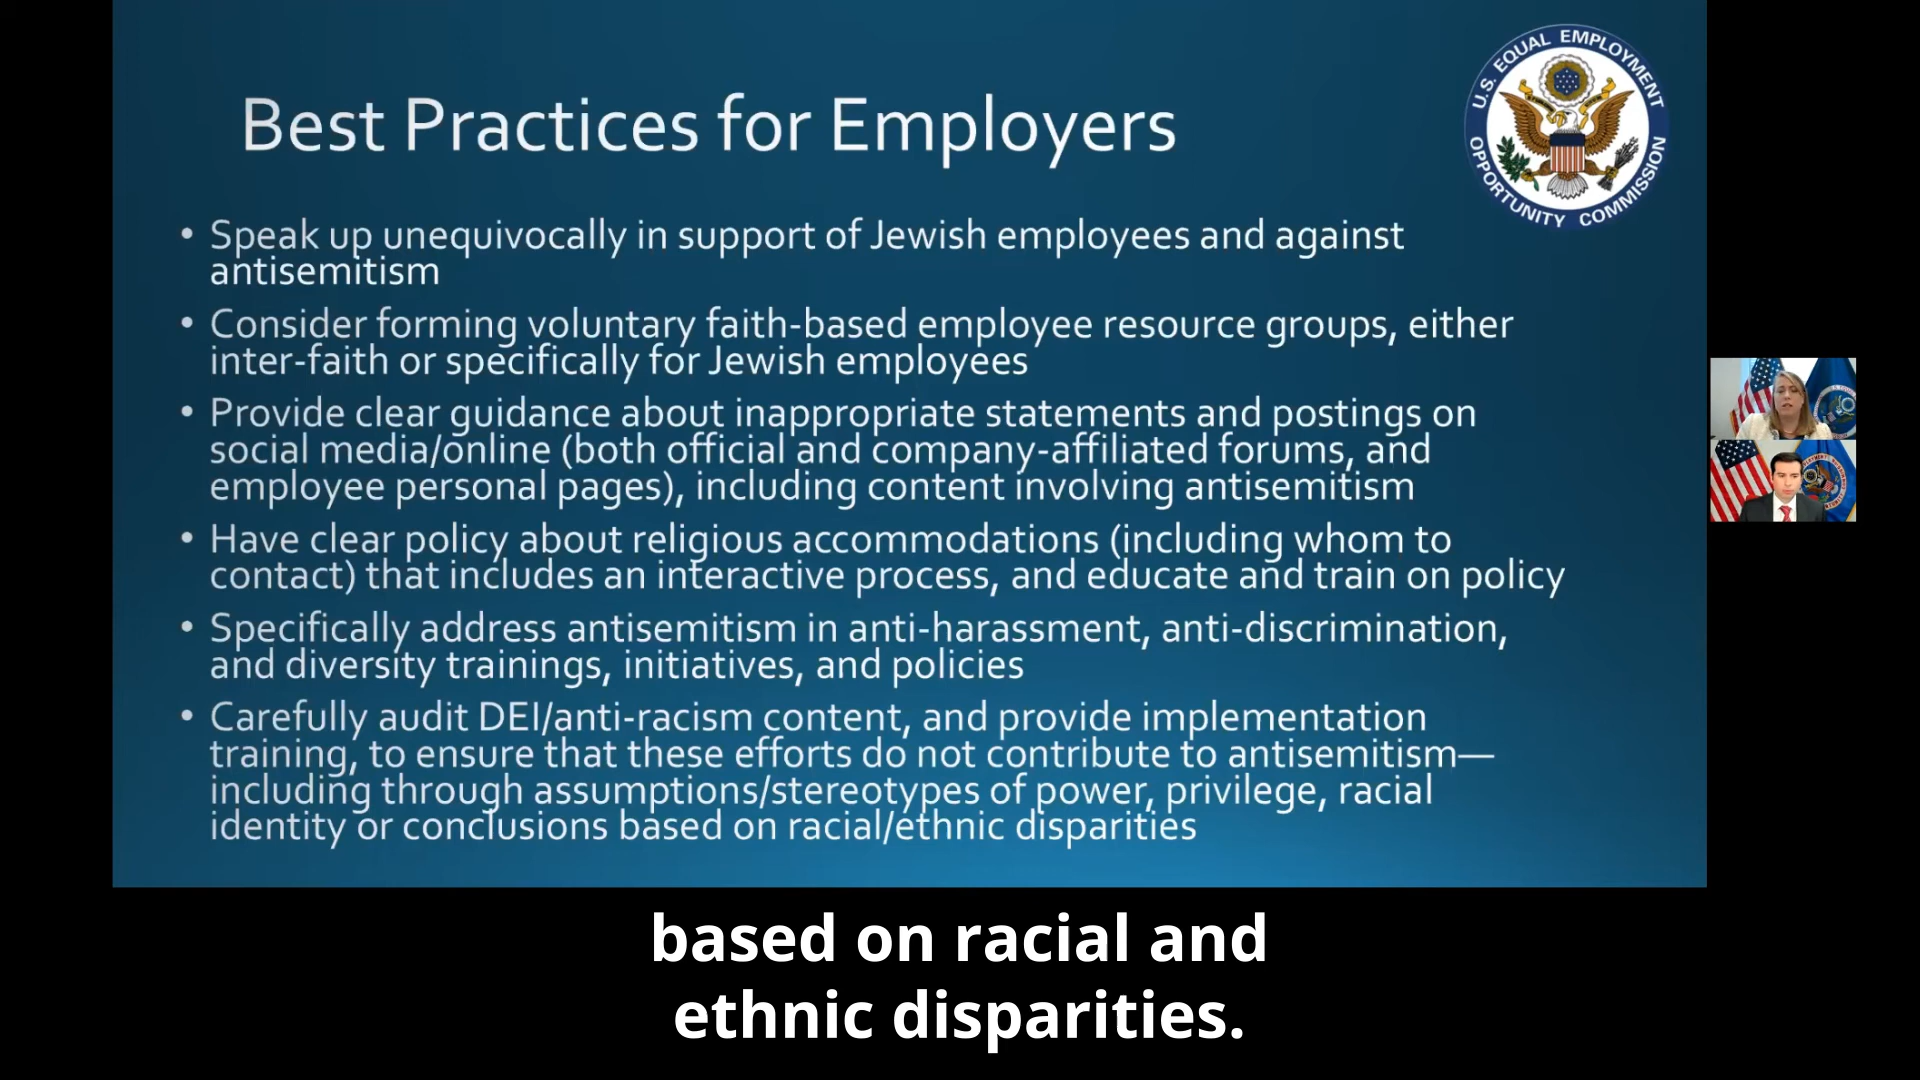 Best Practices for Employers
U.S. EQUAL EMPLOYMENT
OPPORTUNITY COMMISSION
• Speak up unequivocally in support of Jewish employees and against
antisemitism
• Consider forming voluntary faith-based employee resource groups, either
inter-faith or specifically for Jewish employees
• Provide clear guidance about inappropriate statements and postings on
social media/online (both official and company-affiliated forums, and
employee personal pages), including content involving antisemitism
• Have clear policy about religious accommodations (including whom to
contact) that includes an interactive process, and educate and train on policy
• Specifically address antisemitism in anti-harassment, anti-discrimination,
and diversity trainings, initiatives, and policies
• Carefully audit DEI/anti-racism content, and provide implementation
training, to ensure that these efforts do not contribute to antisemitism—
including through assumptions/stereotypes of power, privilege, racial
identity or conclusions based on racial/ethnic disparities
based on racial and
ethnic disparities.